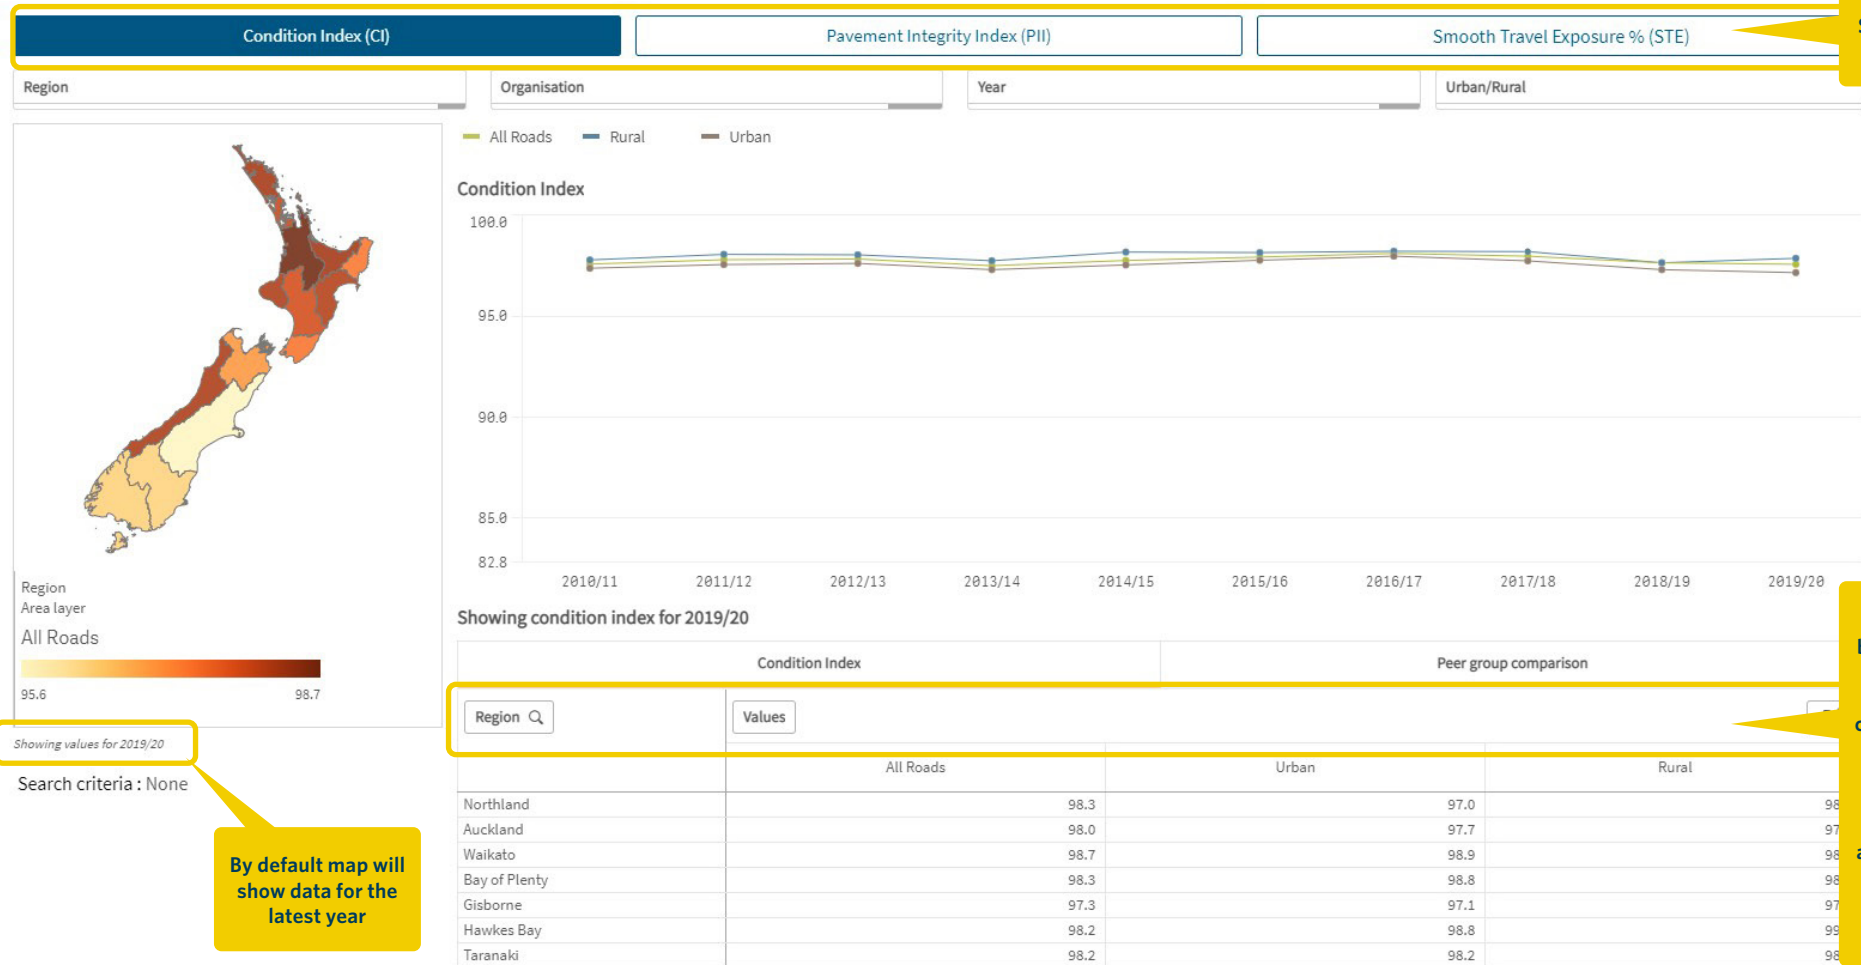 Condition Index (CI)
Pavement Integrity Index (PII)
Smooth Travel Exposure % (STE)
Region
Organisation
Year
Urban/Rural
All Roads
Rural
Urban
Condition Index
100.0
95.0
90.0
85.0
82.8
2010/11
2011/12
2012/13
2013/14
2014/15
2015/16
2016/17
2017/18
2018/19
2019/20
Region
Area layer
All Roads
95.6
98.7
Showing values for 2019/20
Search criteria : None
By default map will
show data for the
latest year
Showing condition index for 2019/20
Condition Index
Peer group comparison
Region
Values
All Roads
Urban
Rural
Northland 98.3 97.0 98
Auckland 98.0 97.7 97
Waikato 98.7 98.9 98
Bay of Plenty 98.3 98.8 98
Gisborne 97.3 97.1 97
Hawkes Bay 98.2 98.8 99
Taranaki 98.2 98.2 98